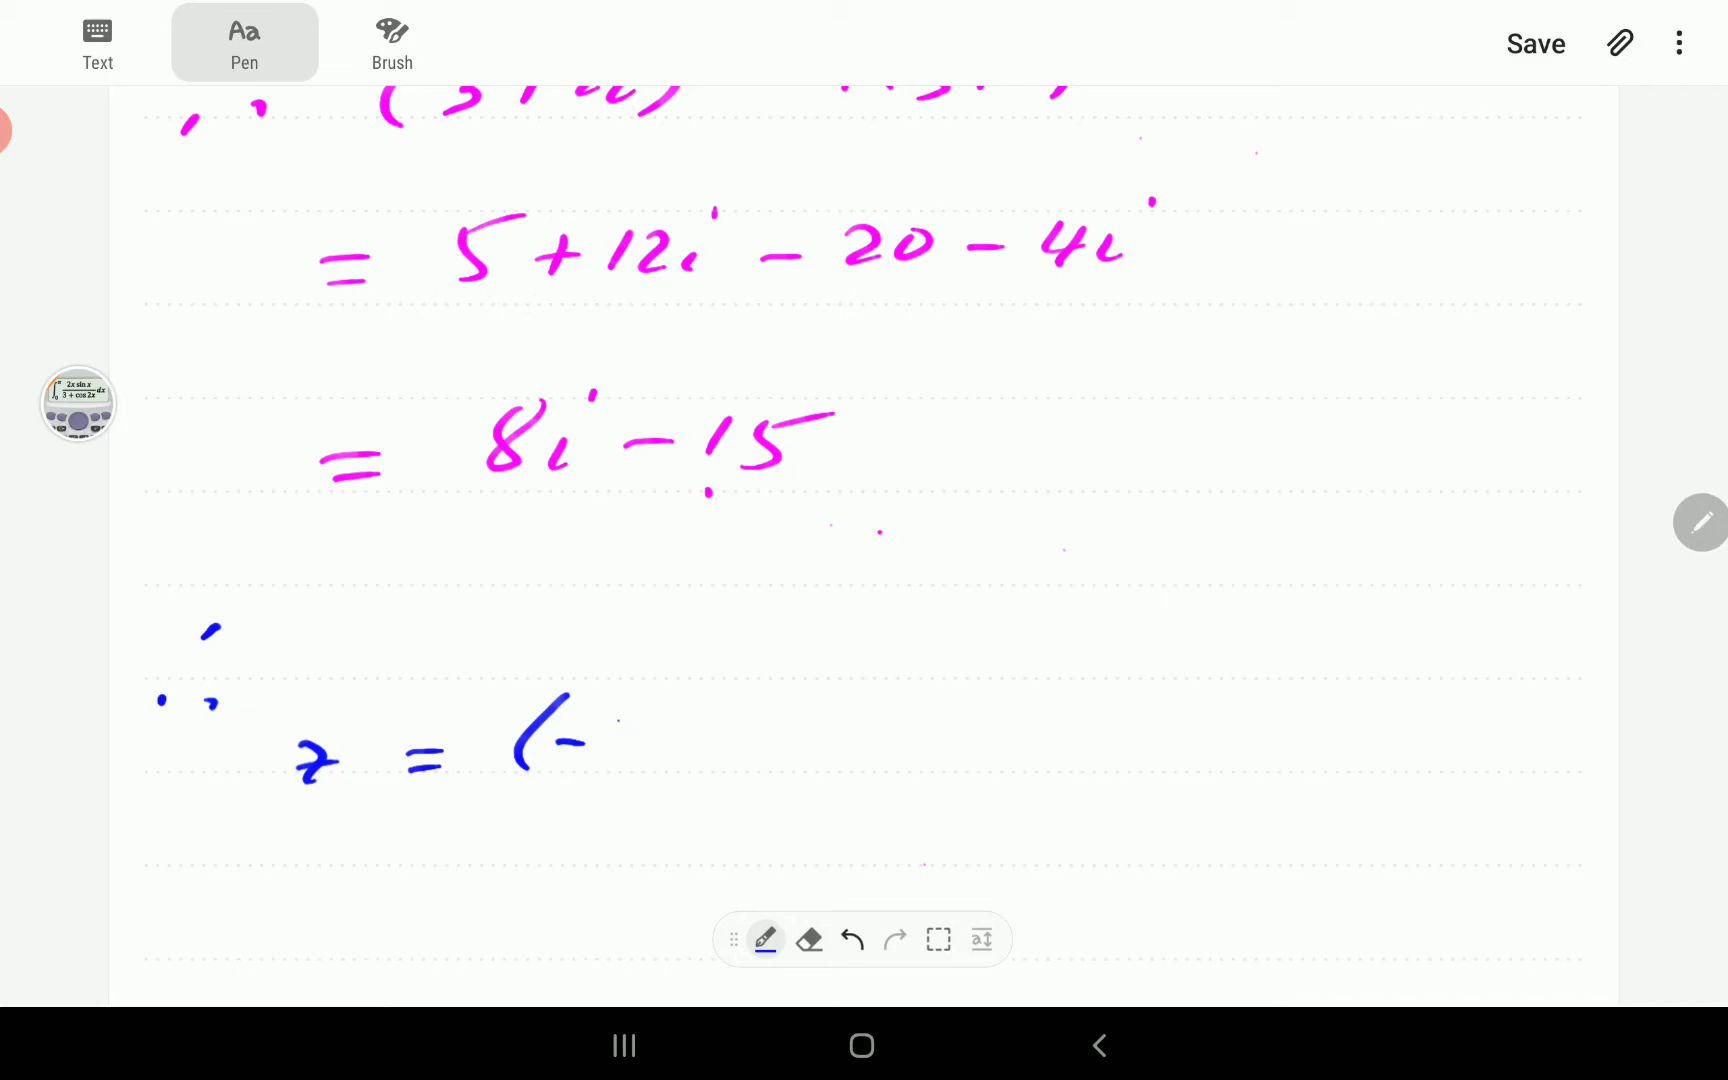 Text Pen Brush Save
= 5 + 12i - 20 - 4i
= 8i - 15
∴ z = (-